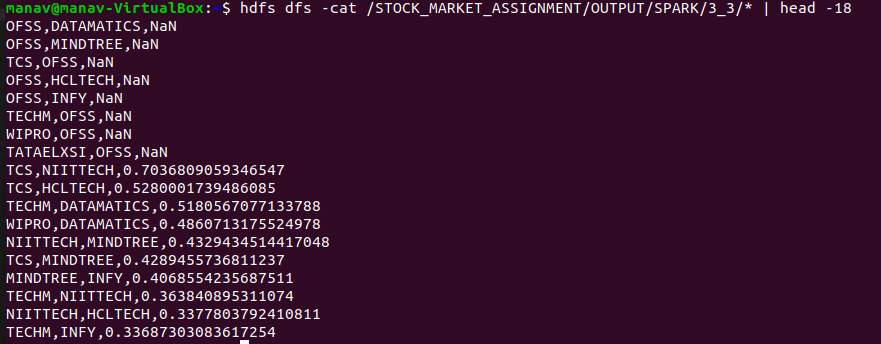 manav@manav-VirtualBox:~$ hdfs dfs -cat /STOCK_MARKET_ASSIGNMENT/OUTPUT/SPARK/3_3/* | head -18
OFSS,DATAMATICS,NaN
OFSS,MINDTREE,NaN
TCS,OFSS,NaN
OFSS,HCLTECH,NaN
OFSS,INFY,NaN
TECHM,OFSS,NaN
WIPRO,OFSS,NaN
TATAELXSI,OFSS,NaN
TCS,NIITTECH,0.7036809059346547
TCS,HCLTECH,0.5280001739486085
TECHM,DATAMATICS,0.5180567077133788
WIPRO,DATAMATICS,0.4860713175524978
NIITTECH,MINDTREE,0.4329434514417048
TCS,MINDTREE,0.4289455736811237
MINDTREE,INFY,0.4068554235687511
TECHM,NIITTECH,0.363840895311074
NIITTECH,HCLTECH,0.3377803792410811
TECHM,INFY,0.33687303083617254